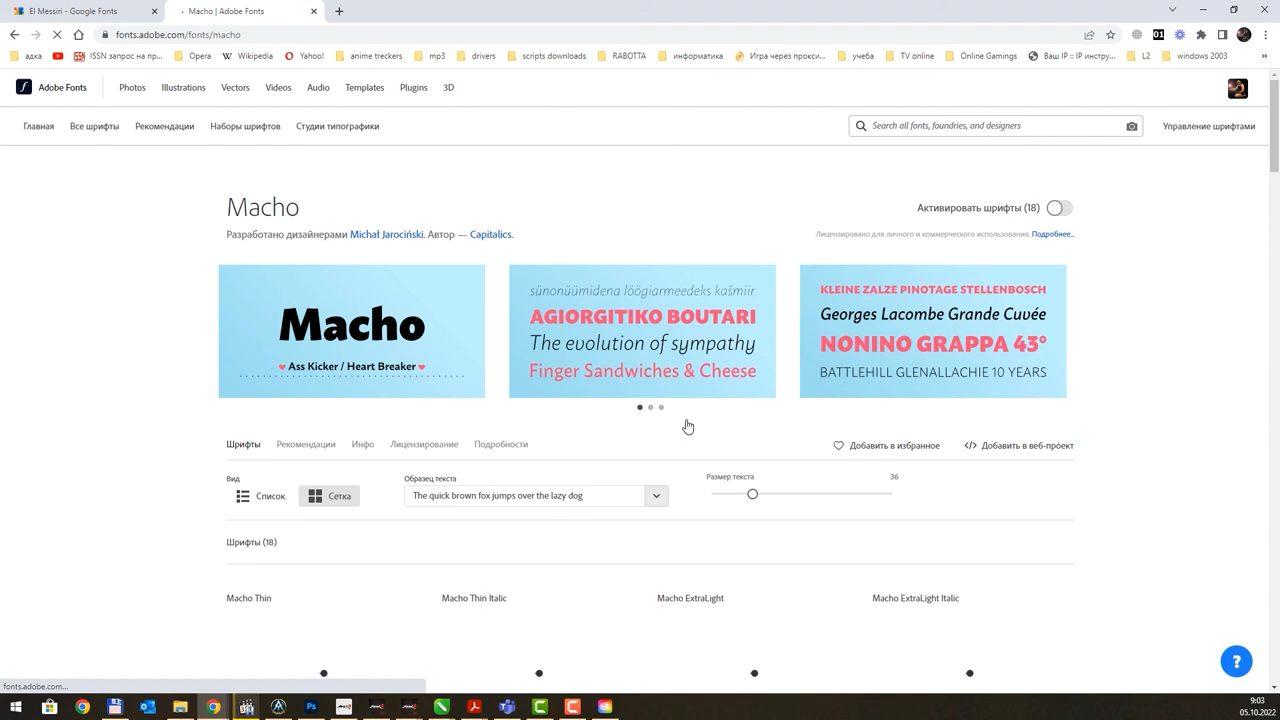 El Messiri - Google Fonts
Macho | Adobe Fonts
fonts.adobe.com/fonts/macho
адка
ISSN запрос на пр...
Opera
Wikipedia
Yahoo!
anime treckers
mp3
drivers
scripts downloads
RABOTTA
информатика
Игра через прокси...
учеба
TV online
Online Gamings
Ваш IP :: IP инстру...
L2
windows 2003
»
Adobe Fonts
Photos
Illustrations
Vectors
Videos
Audio
Templates
Plugins
3D
Главная
Все шрифты
Рекомендации
Наборы шрифтов
Студии типографики
Search all fonts, foundries, and designers
Управление шрифтами
Macho
Активировать шрифты (18)
Разработано дизайнерами Michał Jarociński. Автор — Capitalics.
Лицензировано для личного и коммерческого использования. Подробнее...
Macho
Ass Kicker / Heart Breaker
sünonüümidena löögiarmeedeks kašmiir
AGIORGITIKO BOUTARI
The evolution of sympathy
Finger Sandwiches & Cheese
KLEINE ZALZE PINOTAGE STELLENBOSCH
Georges Lacombe Grande Cuvée
NONINO GRAPPA 43°
BATTLEHILL GLENALLACHIE 10 YEARS
Шрифты
Рекомендации
Инфо
Лицензирование
Подробности
Добавить в избранное
Добавить в веб-проект
Вид
Список
Сетка
Образец текста
The quick brown fox jumps over the lazy dog
Размер текста
36
Шрифты (18)
Macho Thin
Macho Thin Italic
Macho ExtraLight
Macho ExtraLight Italic
?
fonts.adobe.com...
9:03
05.10.2022